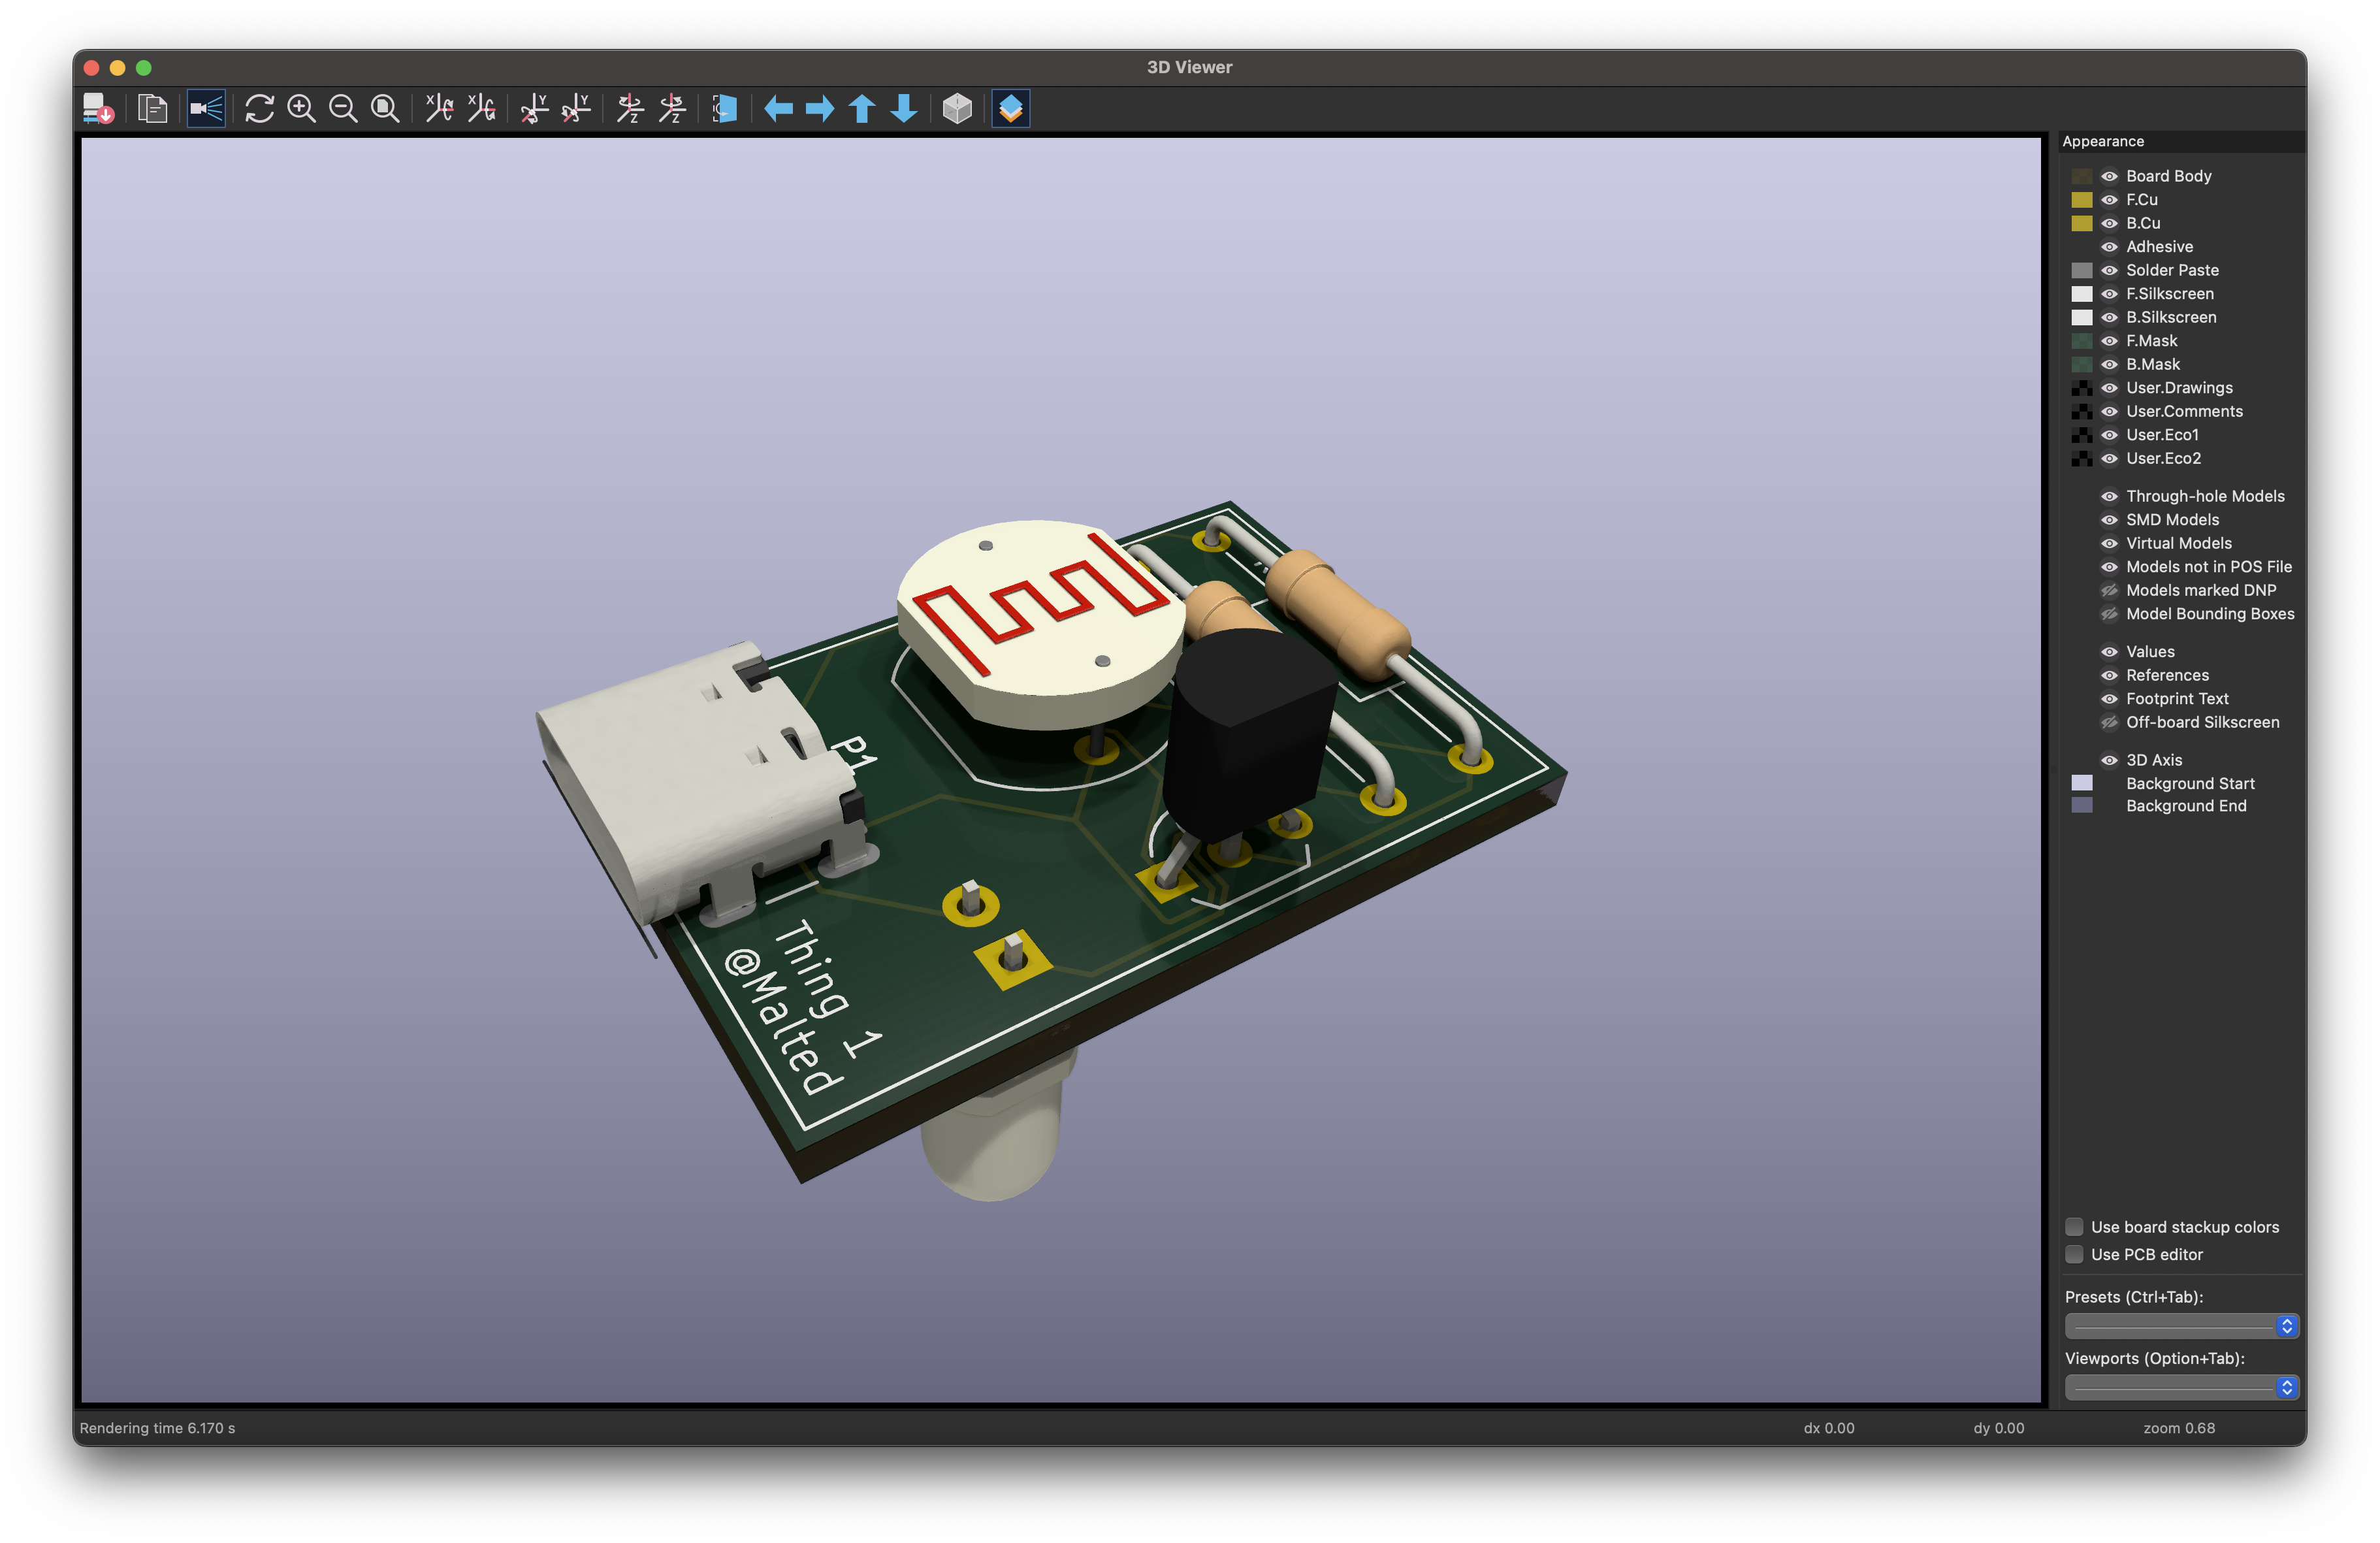 3D Viewer
Appearance
Board Body
F.Cu
B.Cu
Adhesive
Solder Paste
F.Silkscreen
B.Silkscreen
F.Mask
B.Mask
User.Drawings
User.Comments
User.Eco1
User.Eco2
Through-hole Models
SMD Models
Virtual Models
Models not in POS File
Models marked DNP
Model Bounding Boxes
Values
References
Footprint Text
Off-board Silkscreen
3D Axis
Background Start
Background End
P1
Thing 1
@Malted
Use board stackup colors
Use PCB editor
Presets (Ctrl+Tab):
Viewports (Option+Tab):
Rendering time 6.170 s
dx 0.00
dy 0.00
zoom 0.68